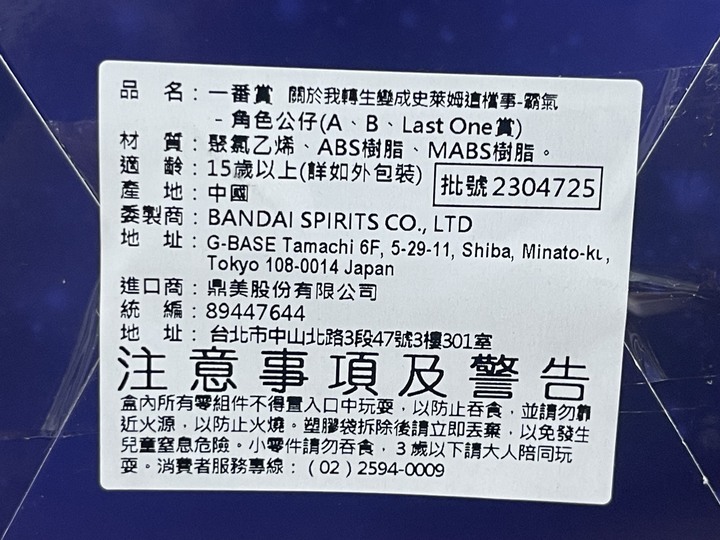 品　名：一番賞 關於我轉生變成史萊姆這檔事-霸氣
- 角色公仔(A、B、Last One賞)
材　質：聚氯乙烯、ABS樹脂、MABS樹脂。
適　齡：15歲以上(詳如外包裝)
批號2304725
產　地：中國
委製商：BANDAI SPIRITS CO., LTD
地　址：G-BASE Tamachi 6F, 5-29-11, Shiba, Minato-ku,
Tokyo 108-0014 Japan
進口商：鼎美股份有限公司
統　編：89447644
地　址：台北市中山北路3段47號3樓301室
注意事項及警告
盒內所有零組件不得置入口中玩耍，以防止吞食，並請勿靠
近火源，以防止火燒。塑膠袋拆除後請立即丟棄，以免發生
兒童窒息危險。小零件請勿吞食，3歲以下請大人陪同玩
耍。消費者服務專線：(02)2594-0009